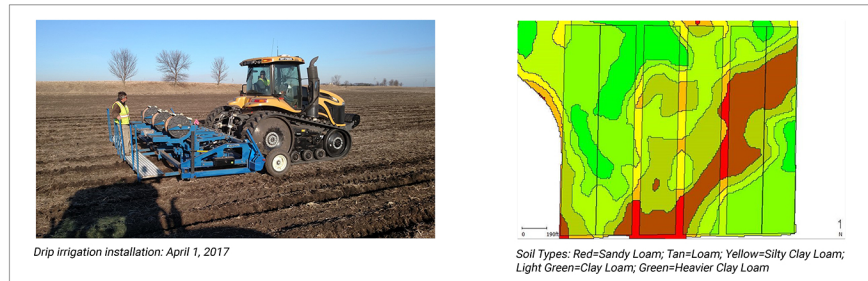 Drip irrigation installation: April 1, 2017
0 190ft
N
Soil Types: Red=Sandy Loam; Tan=Loam; Yellow=Silty Clay Loam;
Light Green=Clay Loam; Green=Heavier Clay Loam